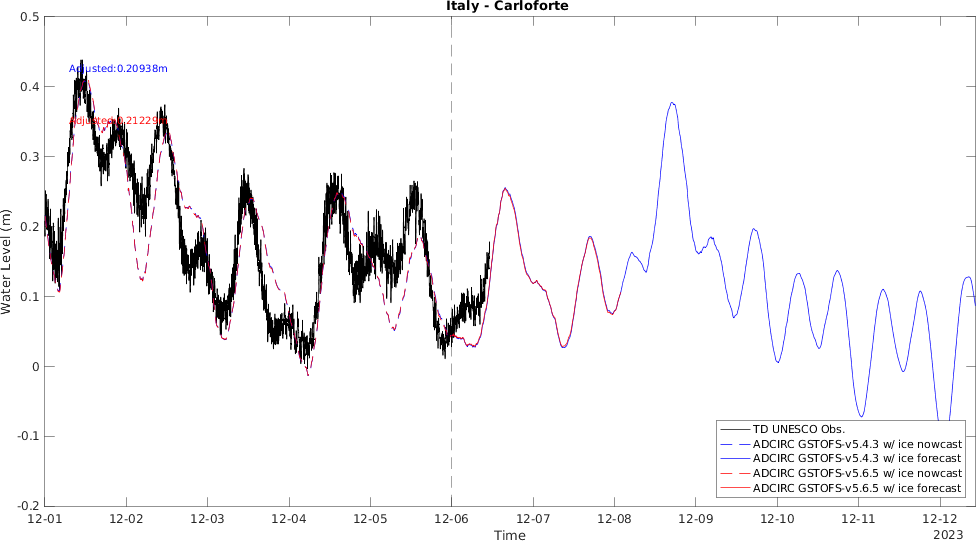 Italy - Carloforte
0.5
0.4
0.3
0.2
0.1
0
-0.1
-0.2
Water Level (m)
Adjusted:0.20938m
Adjusted:0.21229m
TD UNESCO Obs.
ADCIRC GSTOFS-v5.4.3 w/ ice nowcast
ADCIRC GSTOFS-v5.4.3 w/ ice forecast
ADCIRC GSTOFS-v5.6.5 w/ ice nowcast
ADCIRC GSTOFS-v5.6.5 w/ ice forecast
12-01 12-02 12-03 12-04 12-05 12-06 12-07 12-08 12-09 12-10 12-11 12-12
Time
2023